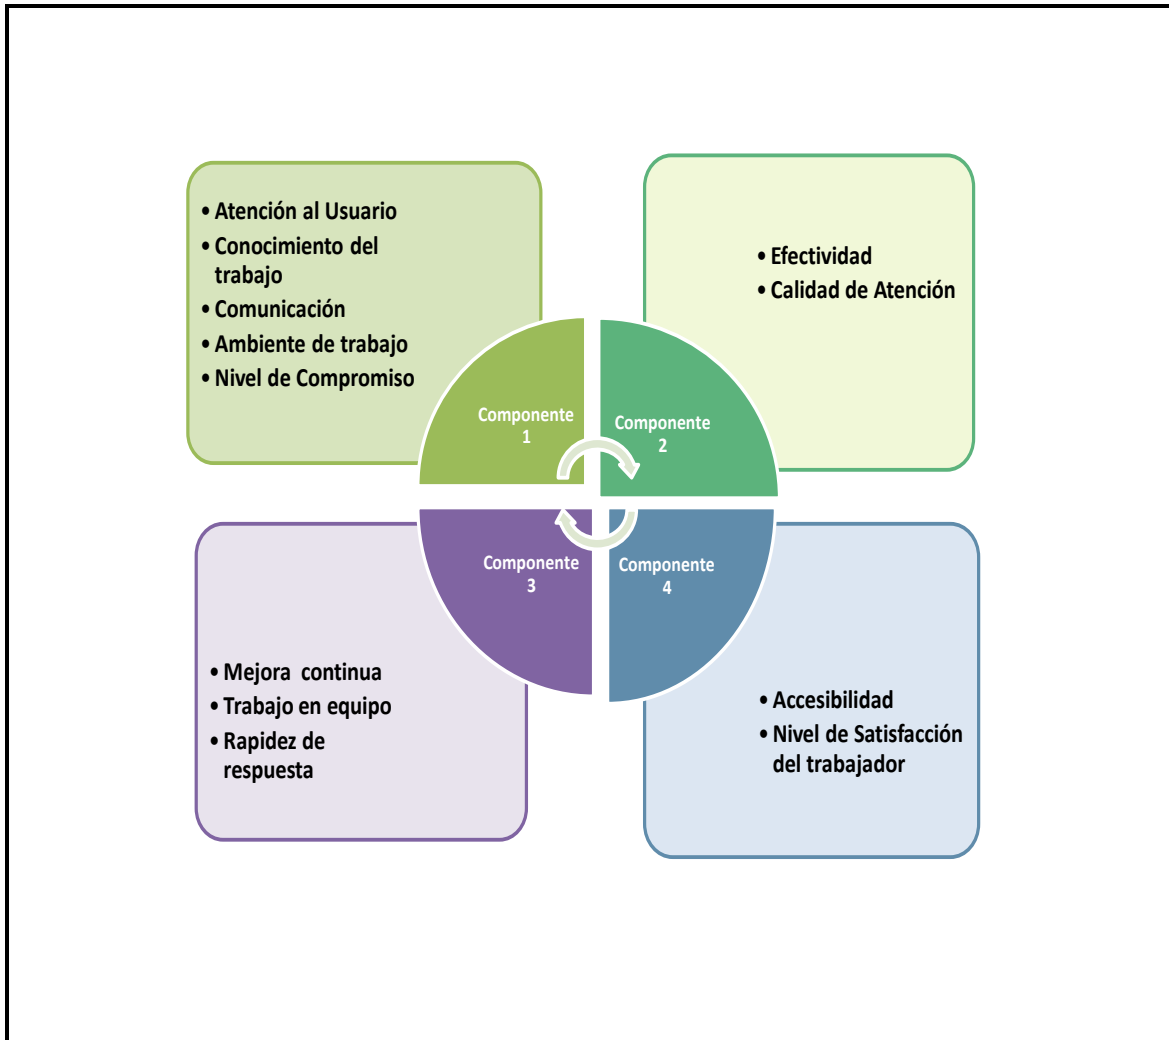 • Atención al Usuario
• Conocimiento del
trabajo
• Comunicación
• Ambiente de trabajo
• Nivel de Compromiso
• Efectividad
• Calidad de Atención
Componente
1
Componente
2
Componente
3
Componente
4
• Mejora continua
• Trabajo en equipo
• Rapidez de
respuesta
• Accesibilidad
• Nivel de Satisfacción
del trabajador